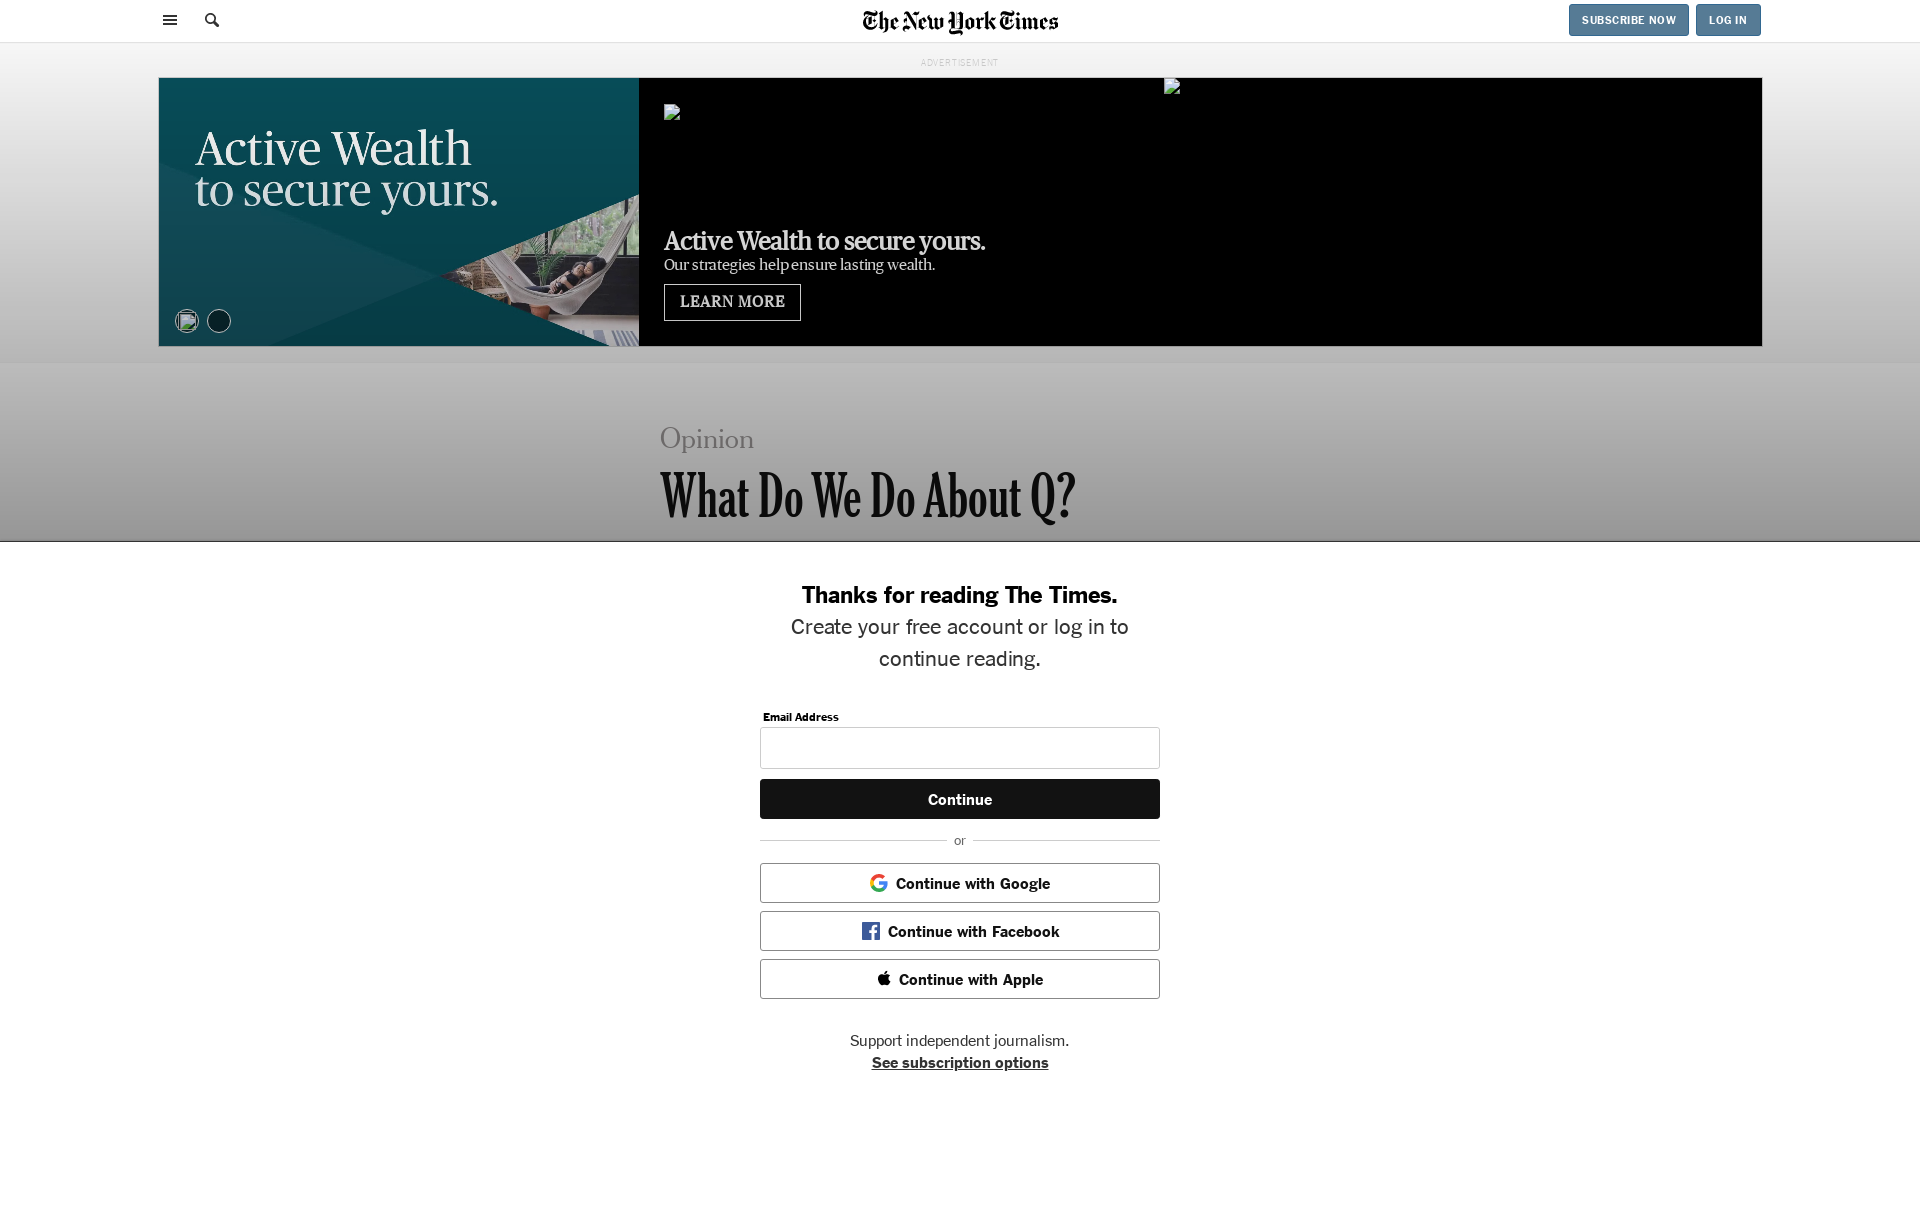 The New York Times
SUBSCRIBE NOW
LOG IN
ADVERTISEMENT
Active Wealth
to secure yours.
Active Wealth to secure yours.
Our strategies help ensure lasting wealth.
LEARN MORE
Opinion
What Do We Do About Q?
Thanks for reading The Times.
Create your free account or log in to
continue reading.
Email Address
Continue
or
Continue with Google
Continue with Facebook
Continue with Apple
Support independent journalism.
See subscription options